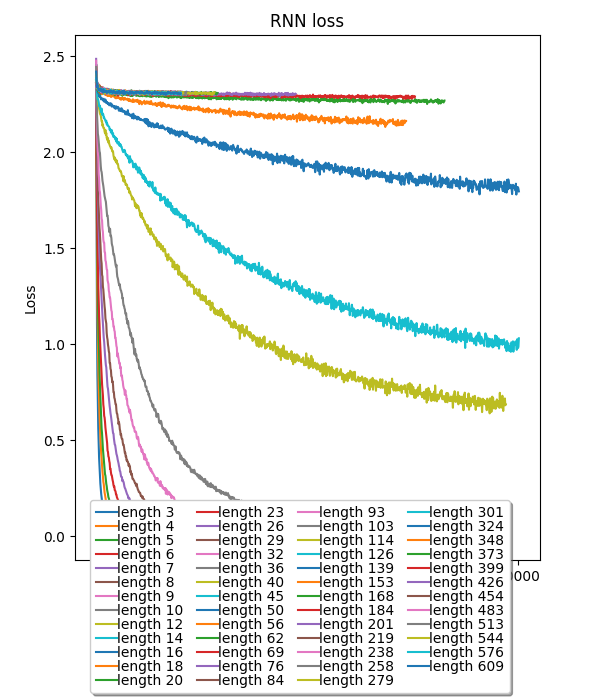 RNN loss
2.5
2.0
1.5
1.0
0.5
0.0
Loss
length 3
length 4
length 5
length 6
length 7
length 8
length 9
length 10
length 12
length 14
length 16
length 18
length 20
length 23
length 26
length 29
length 32
length 36
length 40
length 45
length 50
length 56
length 62
length 69
length 76
length 84
length 93
length 103
length 114
length 126
length 139
length 153
length 168
length 184
length 201
length 219
length 238
length 258
length 279
length 301
length 324
length 348
length 373
length 399
length 426
length 454
length 483
length 513
length 544
length 576
length 609